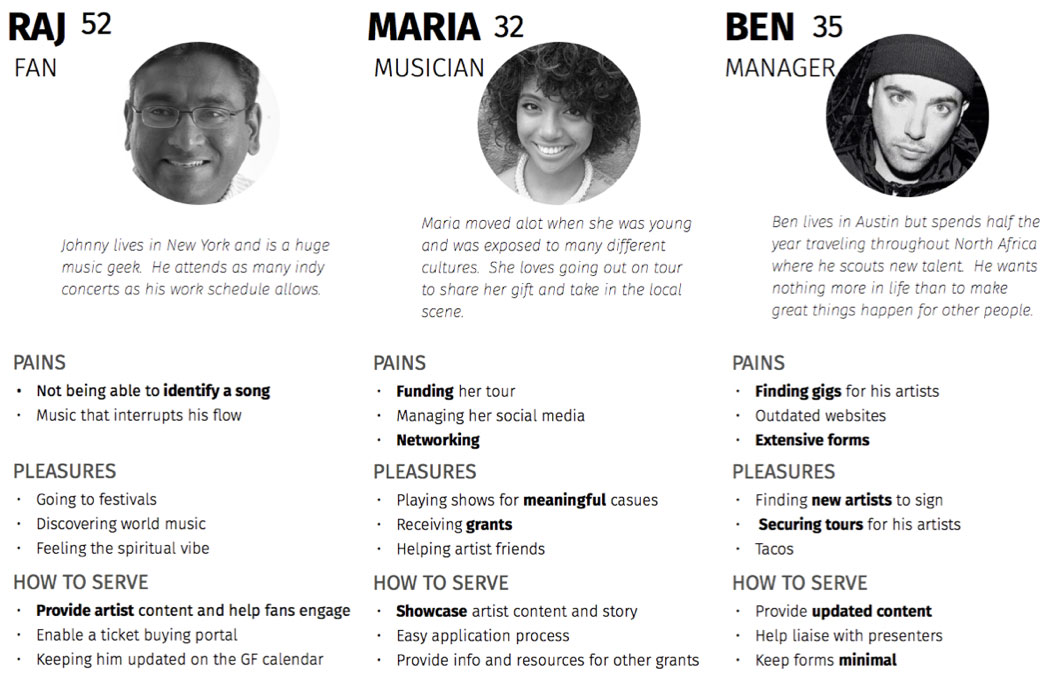 RAJ 52
FAN
Johnny lives in New York and is a huge
music geek. He attends as many indy
concerts as his work schedule allows.
PAINS
• Not being able to identify a song
• Music that interrupts his flow
PLEASURES
• Going to festivals
• Discovering world music
• Feeling the spiritual vibe
HOW TO SERVE
• Provide artist content and help fans engage
• Enable a ticket buying portal
• Keeping him updated on the GF calendar
MARIA 32
MUSICIAN
Maria moved alot when she was young
and was exposed to many different
cultures. She loves going out on tour
to share her gift and take in the local
scene.
PAINS
• Funding her tour
• Managing her social media
• Networking
PLEASURES
• Playing shows for meaningful casues
• Receiving grants
• Helping artist friends
HOW TO SERVE
• Showcase artist content and story
• Easy application process
• Provide info and resources for other grants
BEN 35
MANAGER
Ben lives in Austin but spends half the
year traveling throughout North Africa
where he scouts new talent. He wants
nothing more in life than to make
great things happen for other people.
PAINS
• Finding gigs for his artists
• Outdated websites
• Extensive forms
PLEASURES
• Finding new artists to sign
• Securing tours for his artists
• Tacos
HOW TO SERVE
• Provide updated content
• Help liaise with presenters
• Keep forms minimal